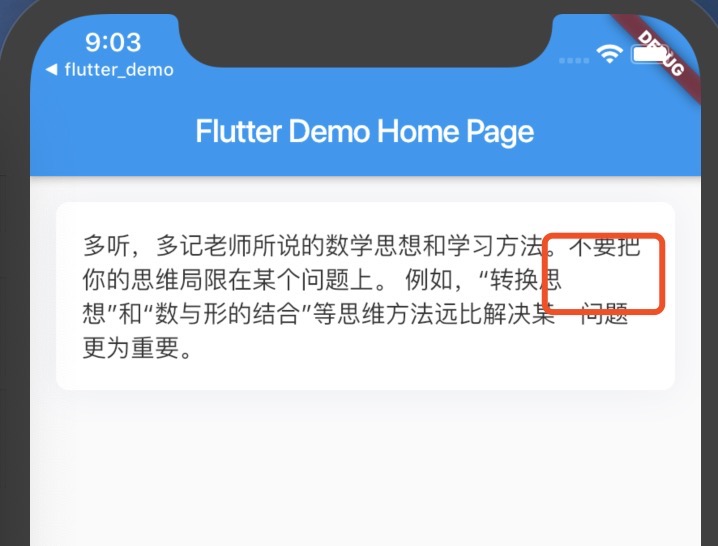 9:03
◀ flutter_demo
DEBUG
Flutter Demo Home Page
多听，多记老师所说的数学思想和学习方法。不要把
你的思维局限在某个问题上。 例如，“转换思
想”和“数与形的结合”等思维方法远比解决某一问题
更为重要。